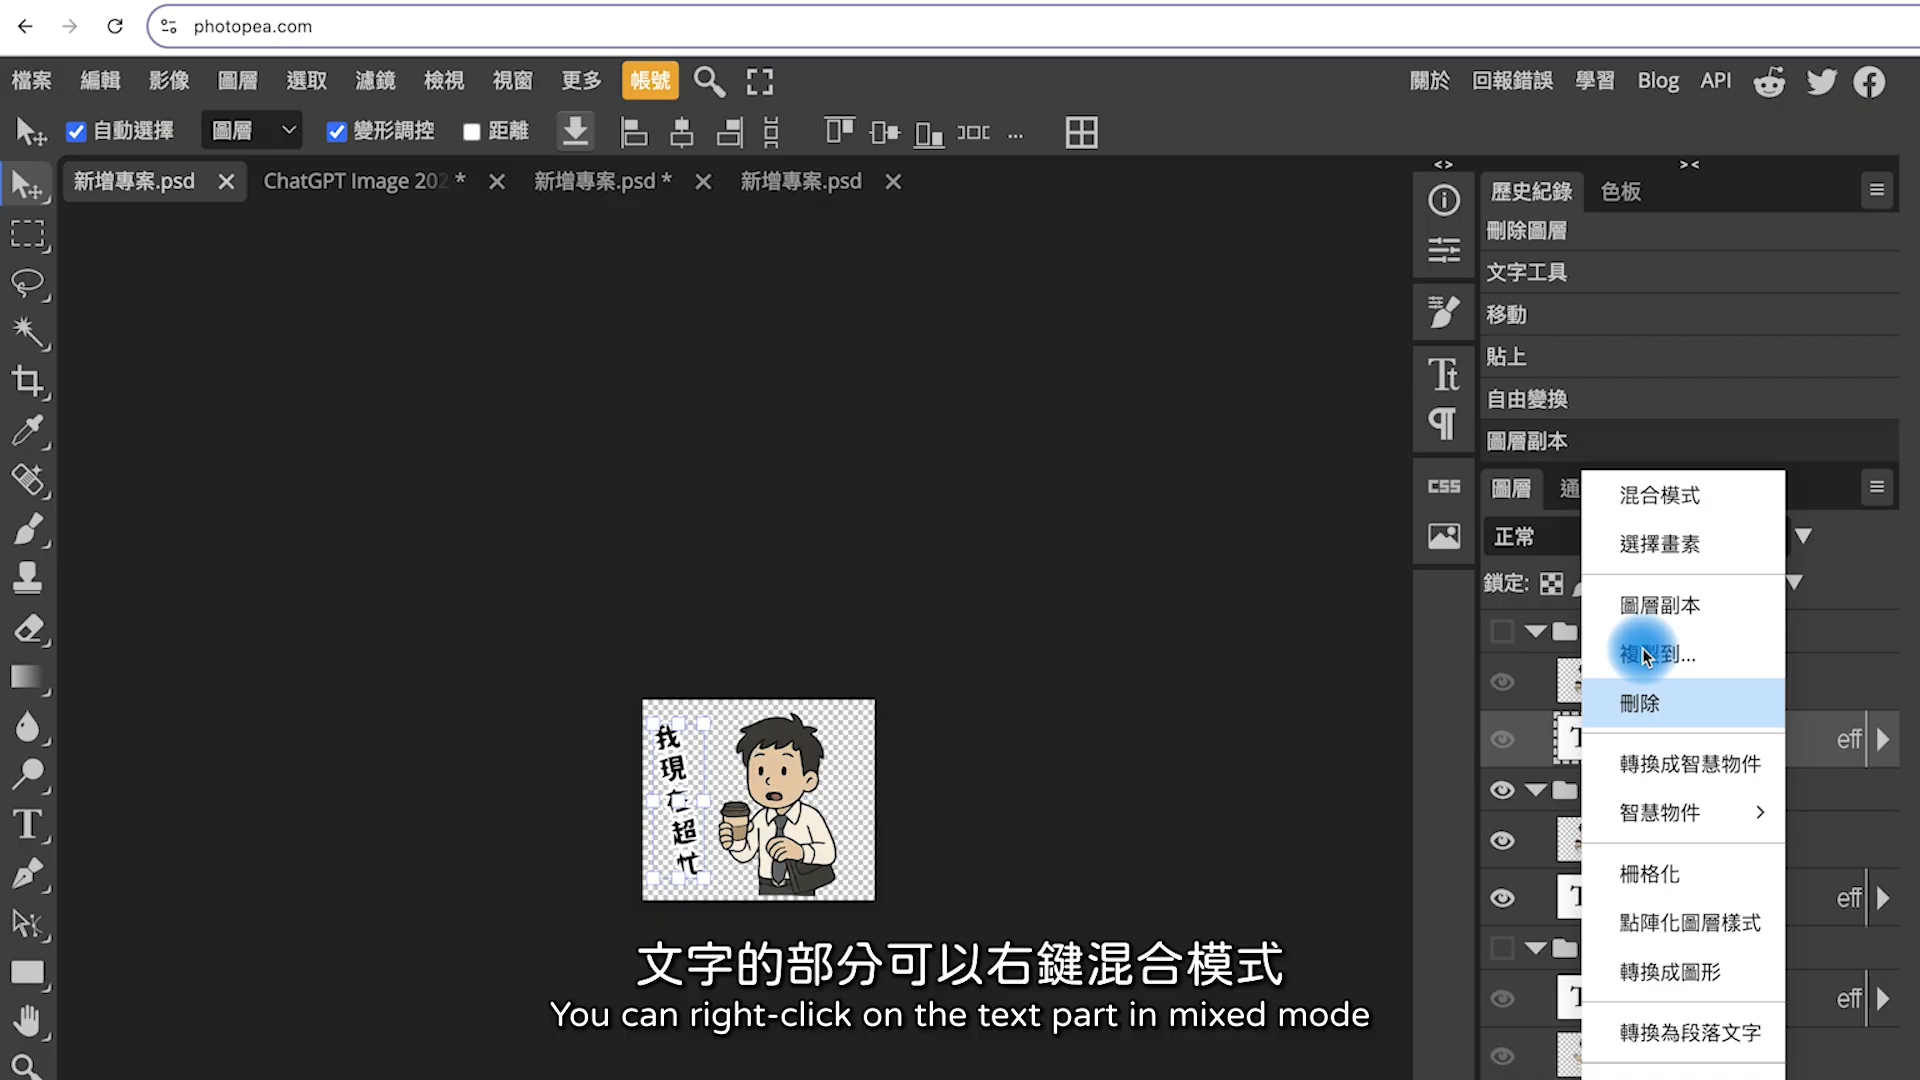 photopea.com
檔案 編輯 影像 圖層 選取 濾鏡 檢視 視窗 更多 帳號
關於 回報錯誤 學習 Blog API
自動選擇 圖層 變形調控 距離 ...
新增專案.psd
ChatGPT Image 202 *
新增專案.psd *
新增專案.psd
歷史紀錄 色板
刪除圖層
文字工具
移動
貼上
自由變換
圖層副本
CSS
圖層 通
正常
鎖定:
eff
eff
eff
混合模式
選擇畫素
圖層副本
複製到...
刪除
轉換成智慧物件
智慧物件
柵格化
點陣化圖層樣式
轉換成圖形
轉換為段落文字
我
現
在
超
忙
文字的部分可以右鍵混合模式
You can right-click on the text part in mixed mode